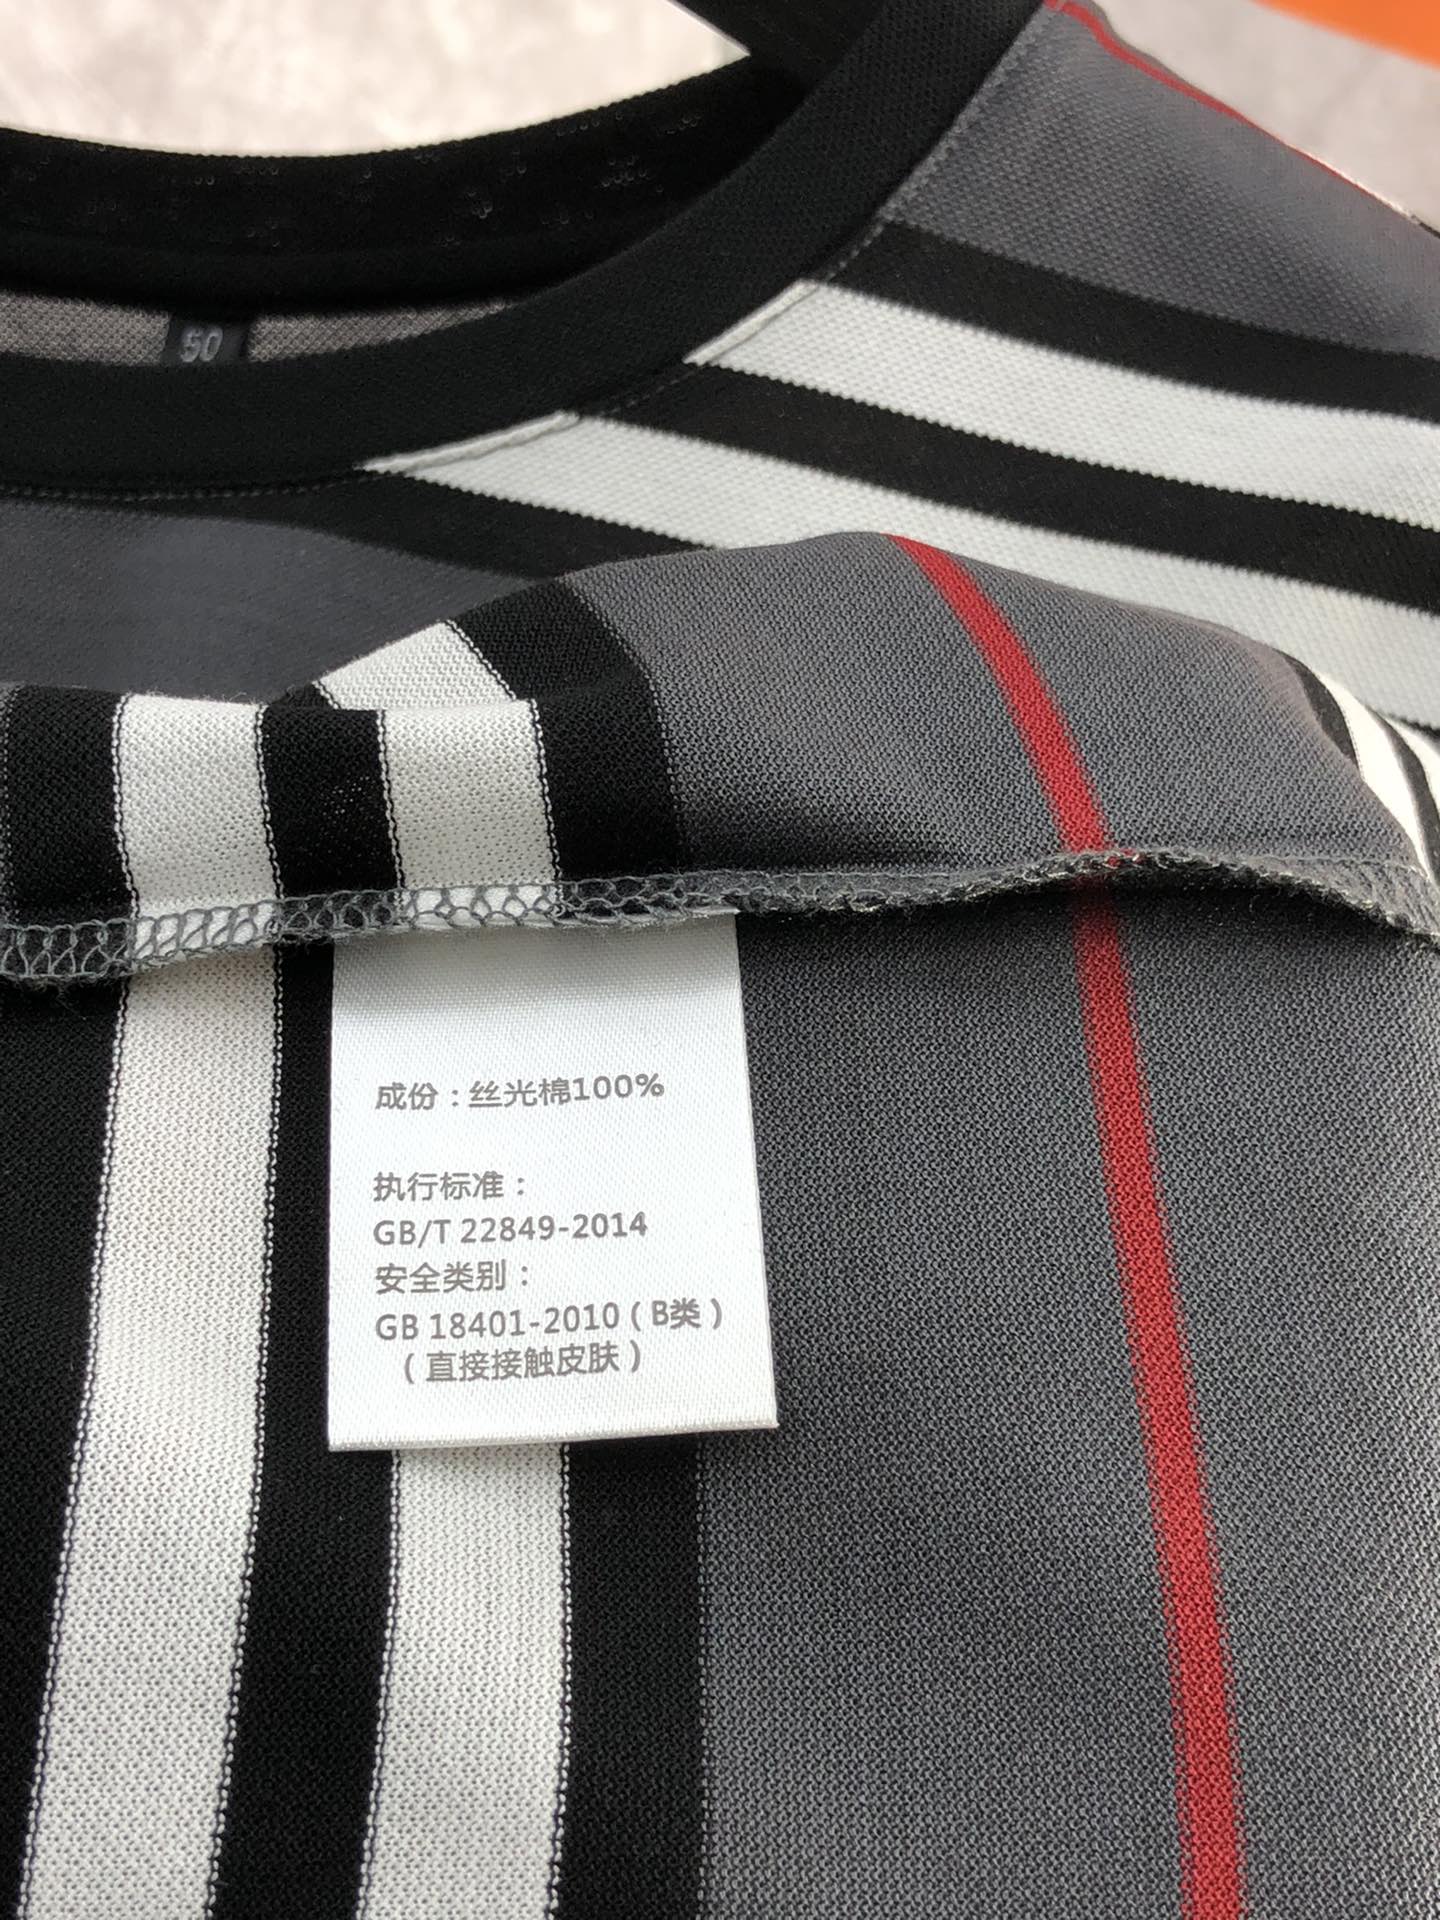 50
成份：丝光棉100%
执行标准：
GB/T 22849-2014
安全类别：
GB 18401-2010（B类）
（直接接触皮肤）